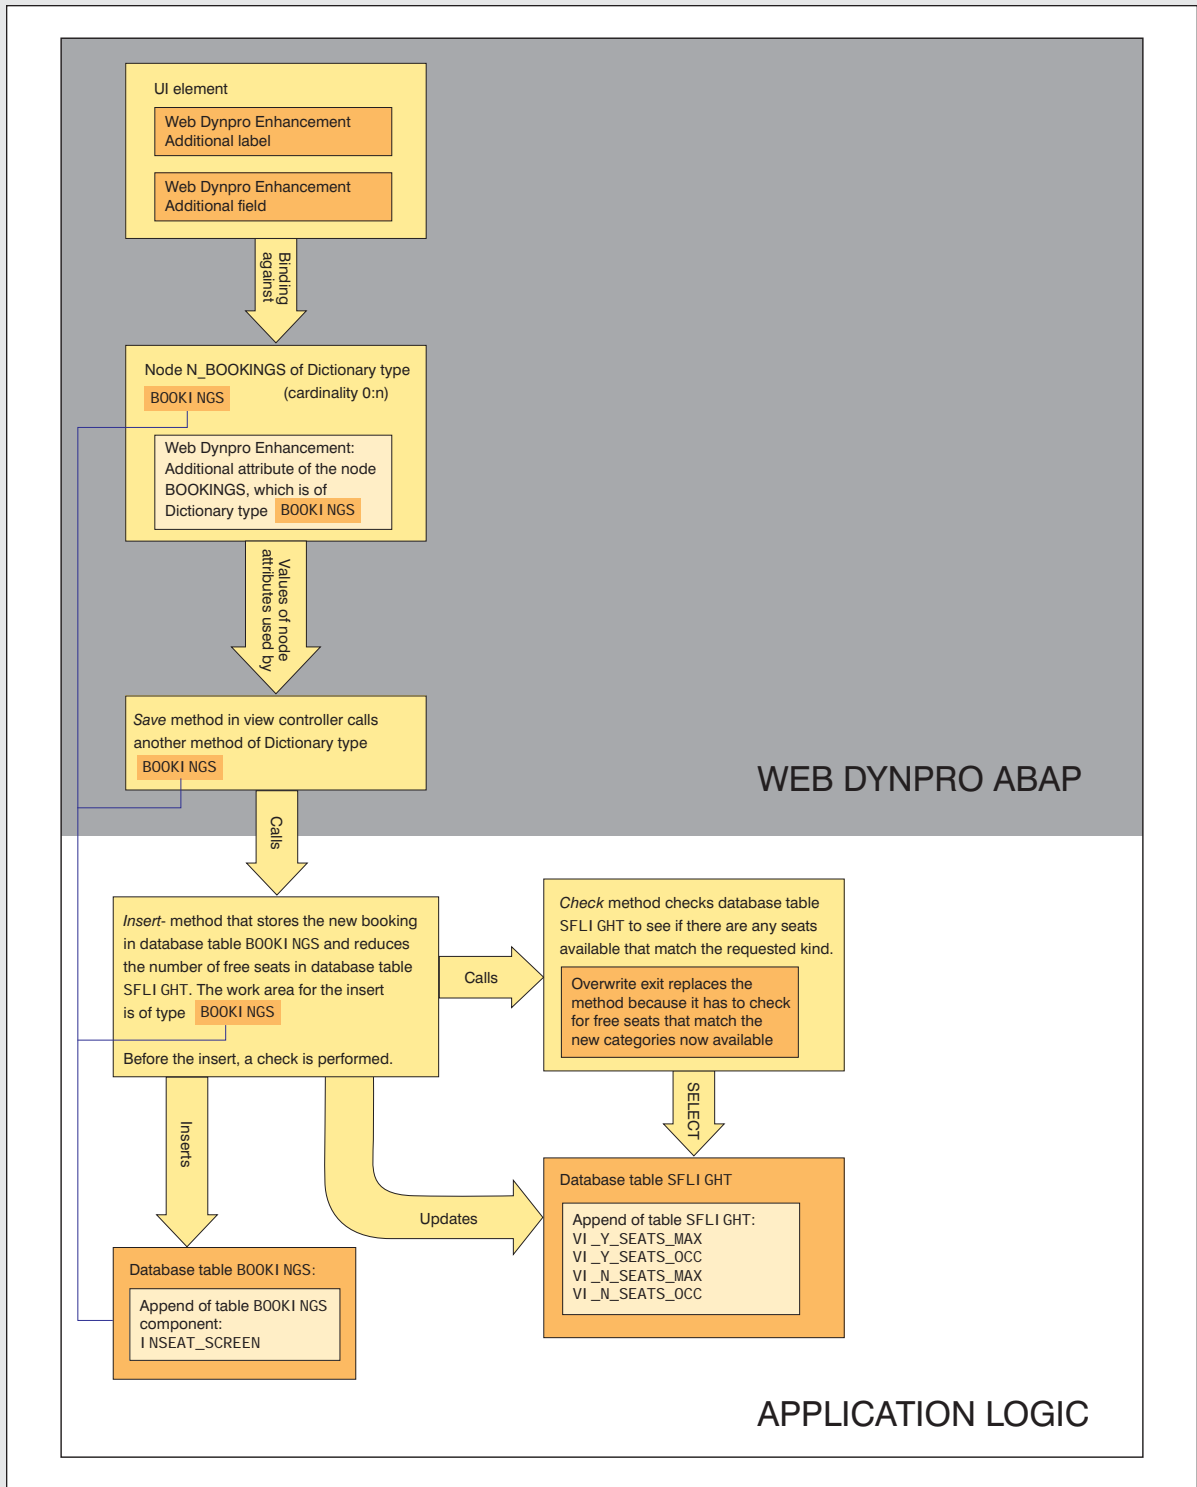 UI element
Web Dynpro Enhancement
Additional label
Web Dynpro Enhancement
Additional field
Binding
against
Node N_BOOKINGS of Dictionary type
BOOKINGS (cardinality 0:n)
Web Dynpro Enhancement:
Additional attribute of the node
BOOKINGS, which is of
Dictionary type BOOKINGS
Values of node
attributes used by
Save method in view controller calls
another method of Dictionary type
BOOKINGS
WEB DYNPRO ABAP
Calls
Insert- method that stores the new booking
in database table BOOKINGS and reduces
the number of free seats in database table
SFLIGHT. The work area for the insert
is of type BOOKINGS
Before the insert, a check is performed.
Calls
Check method checks database table
SFLIGHT to see if there are any seats
available that match the requested kind.
Overwrite exit replaces the
method because it has to check
for free seats that match the
new categories now available
SELECT
Inserts
Updates
Database table SFLIGHT
Append of table SFLIGHT:
VI_Y_SEATS_MAX
VI_Y_SEATS_OCC
VI_N_SEATS_MAX
VI_N_SEATS_OCC
Database table BOOKINGS:
Append of table BOOKINGS
component:
INSEAT_SCREEN
APPLICATION LOGIC